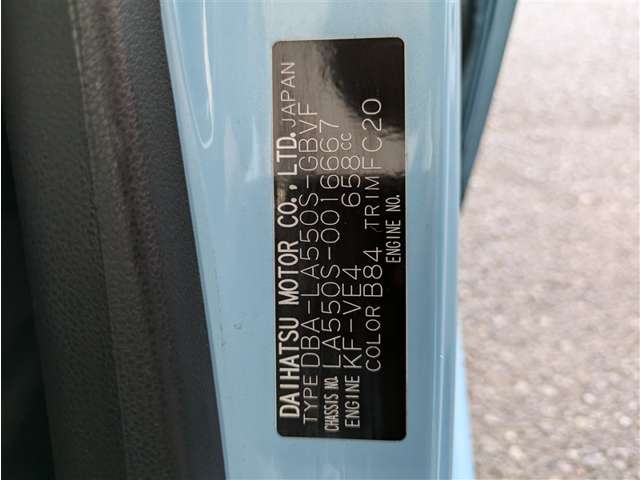 DAIHATSU MOTOR CO., LTD. JAPAN
TYPE DBA-LA550S-GBVF
CHASSIS NO. LA550S-0016667
ENGINE KF-VE4 658CC
COLOR B84 TRIM FC20
ENGINE NO.